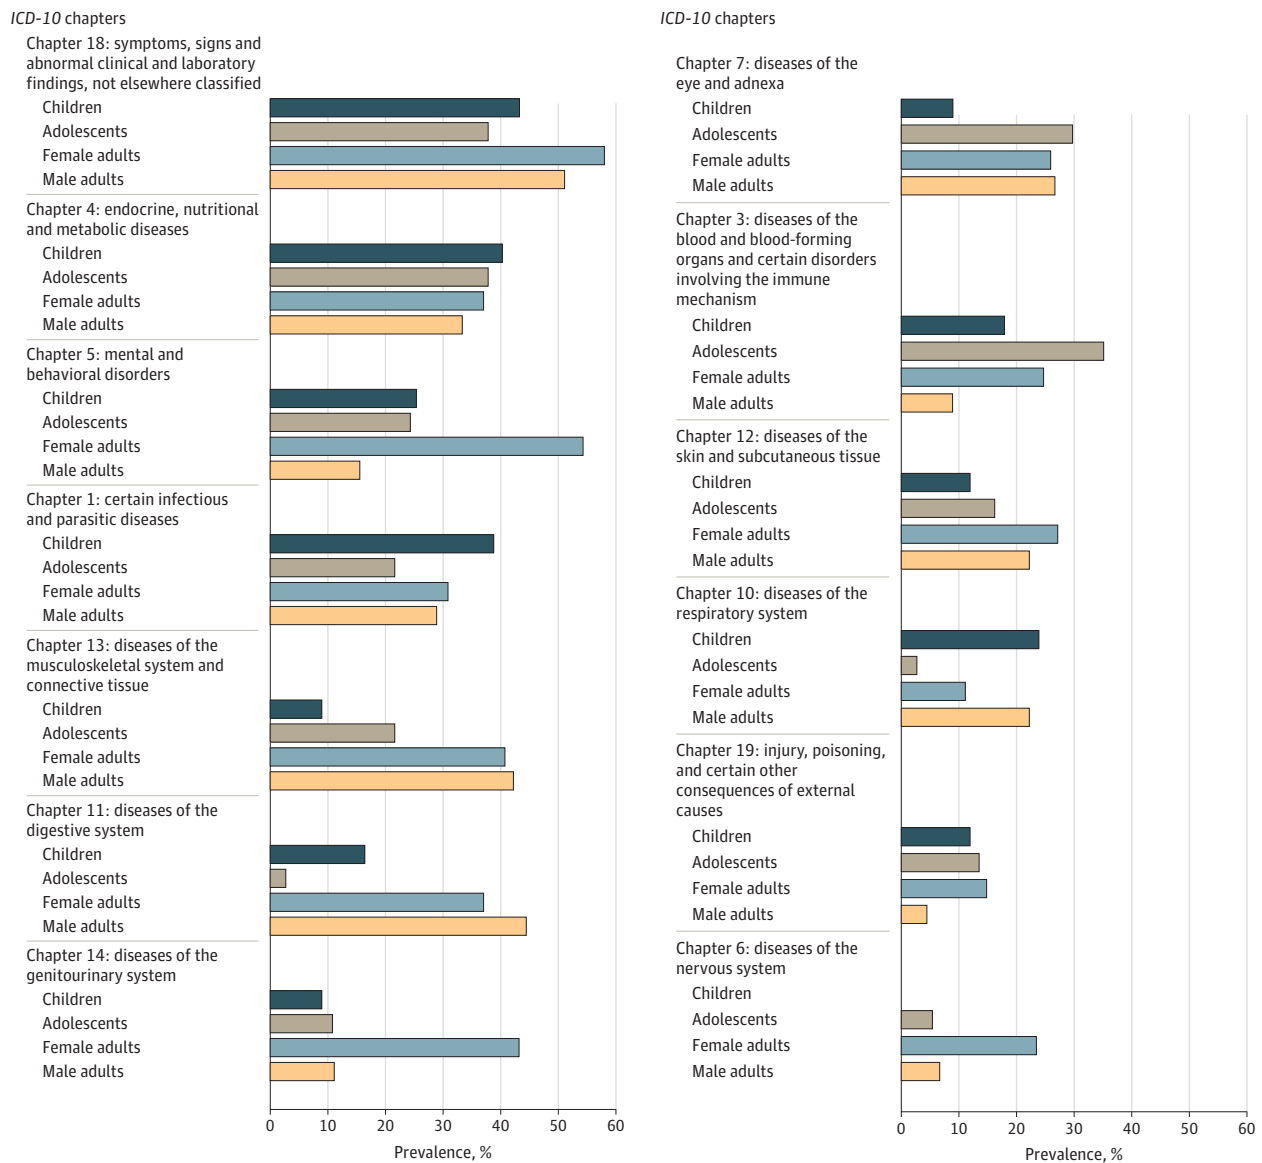 ICD-10 chapters
Chapter 18: symptoms, signs and
abnormal clinical and laboratory
findings, not elsewhere classified
Children
Adolescents
Female adults
Male adults
Chapter 4: endocrine, nutritional
and metabolic diseases
Children
Adolescents
Female adults
Male adults
Chapter 5: mental and
behavioral disorders
Children
Adolescents
Female adults
Male adults
Chapter 1: certain infectious
and parasitic diseases
Children
Adolescents
Female adults
Male adults
Chapter 13: diseases of the
musculoskeletal system and
connective tissue
Children
Adolescents
Female adults
Male adults
Chapter 11: diseases of the
digestive system
Children
Adolescents
Female adults
Male adults
Chapter 14: diseases of the
genitourinary system
Children
Adolescents
Female adults
Male adults
0 10 20 30 40 50 60
Prevalence, %
ICD-10 chapters
Chapter 7: diseases of the
eye and adnexa
Children
Adolescents
Female adults
Male adults
Chapter 3: diseases of the
blood and blood-forming
organs and certain disorders
involving the immune
mechanism
Children
Adolescents
Female adults
Male adults
Chapter 12: diseases of the
skin and subcutaneous tissue
Children
Adolescents
Female adults
Male adults
Chapter 10: diseases of the
respiratory system
Children
Adolescents
Female adults
Male adults
Chapter 19: injury, poisoning,
and certain other
consequences of external
causes
Children
Adolescents
Female adults
Male adults
Chapter 6: diseases of the
nervous system
Children
Adolescents
Female adults
Male adults
0 10 20 30 40 50 60
Prevalence, %